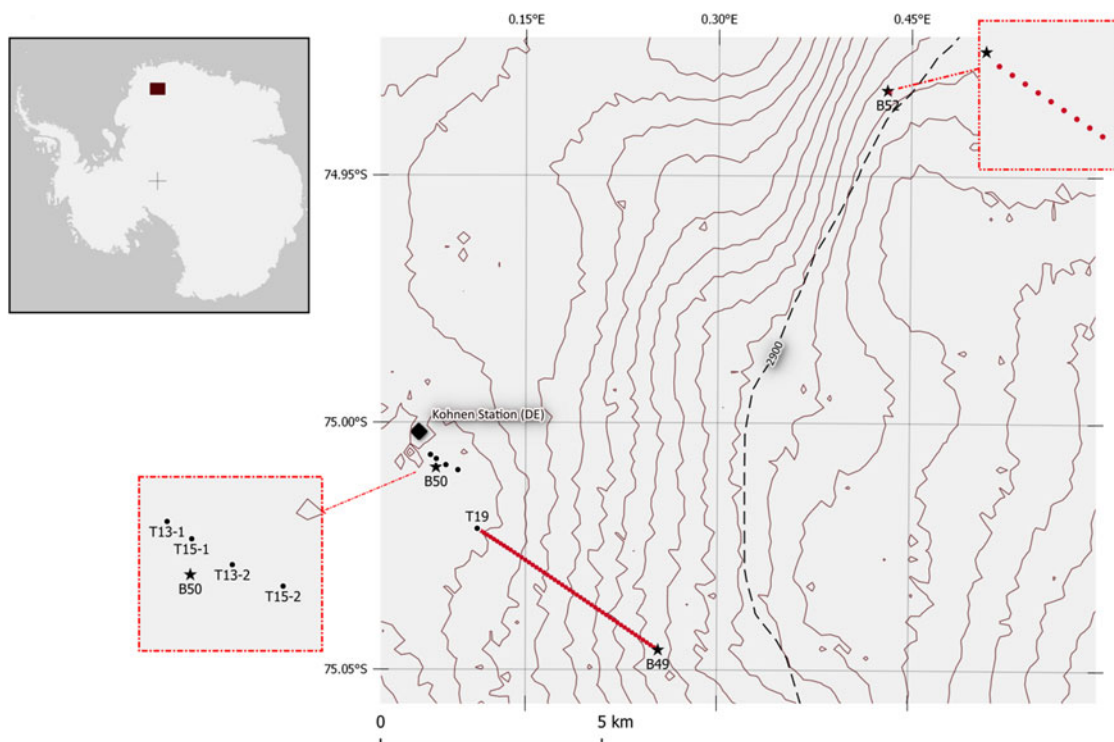 0.15°E 0.30°E 0.45°E
B52
74.95°S
2900
Kohnen Station (DE)
75.00°S
B50
T19
T13-1
T15-1
T13-2
B50
T15-2
B49
75.05°S
0 5 km